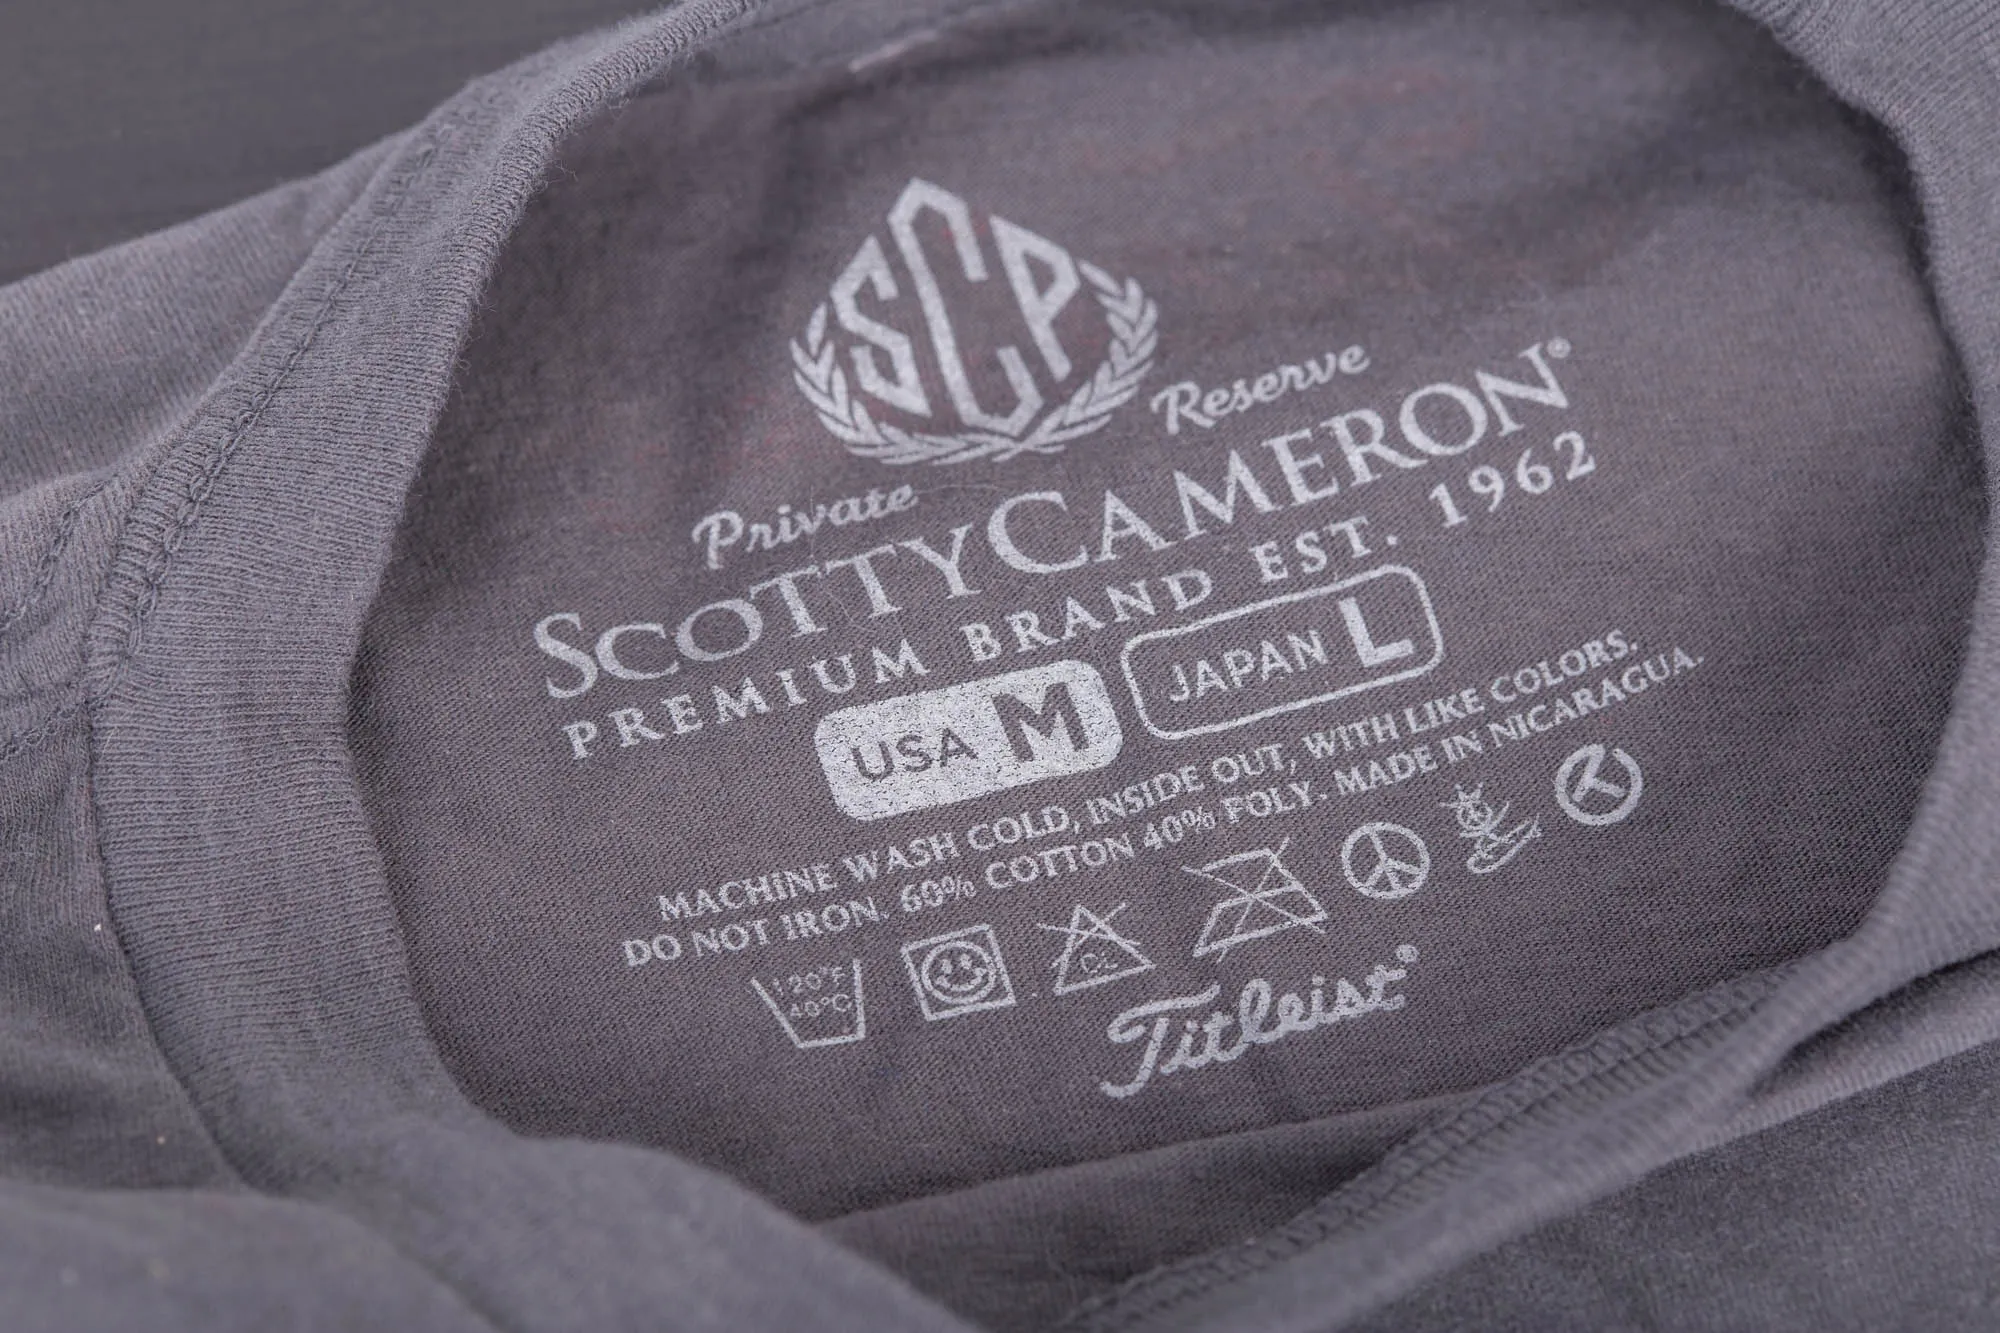 SCP
Private Reserve
SCOTTYCAMERON®
PREMIUM BRAND EST. 1962
USA M JAPAN L
MACHINE WASH COLD, INSIDE OUT, WITH LIKE COLORS.
DO NOT IRON. 60% COTTON 40% POLY. MADE IN NICARAGUA.
120°F
40°C
CL
Titleist®